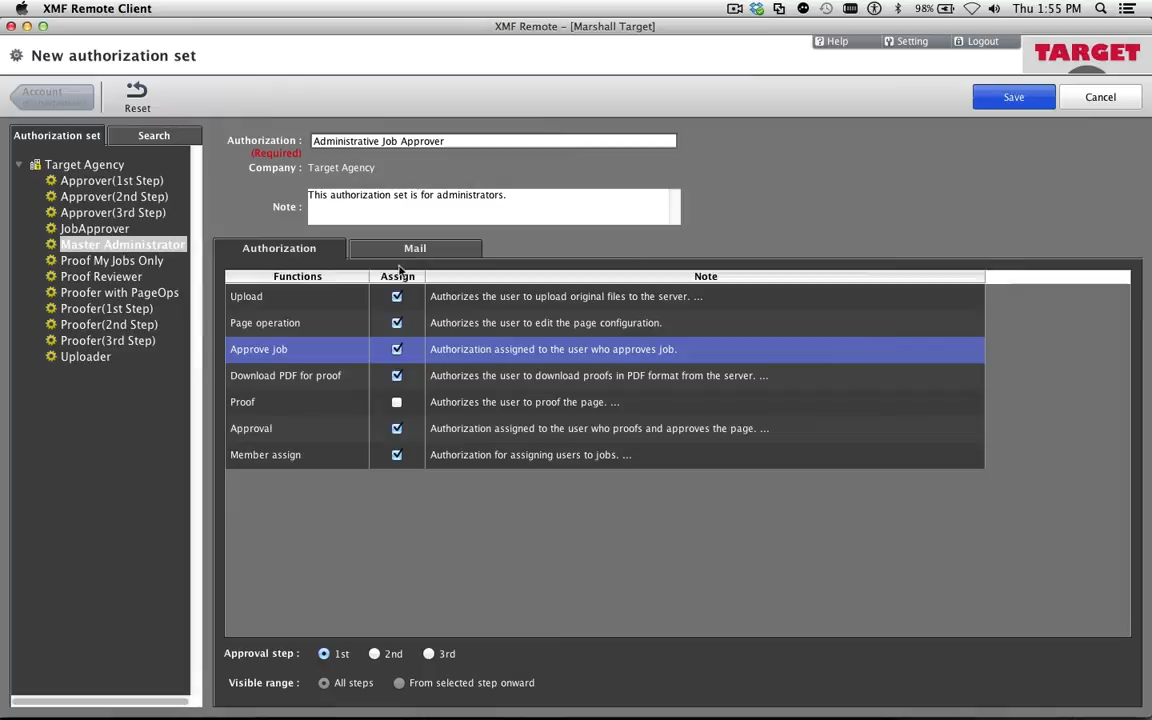 XMF Remote Client
98%
Thu 1:55 PM
XMF Remote – [Marshall Target]
New authorization set
Help
Setting
Logout
TARGET
Account
Reset
Save
Cancel
Authorization set
Search
Target Agency
Approver(1st Step)
Approver(2nd Step)
Approver(3rd Step)
JobApprover
Master Administrator
Proof My Jobs Only
Proof Reviewer
Proofer with PageOps
Proofer(1st Step)
Proofer(2nd Step)
Proofer(3rd Step)
Uploader
Authorization : Administrative Job Approver
(Required)
Company : Target Agency
Note : This authorization set is for administrators.
Authorization
Mail
Functions Assign Note
Upload Authorizes the user to upload original files to the server. ...
Page operation Authorizes the user to edit the page configuration.
Approve job Authorization assigned to the user who approves job.
Download PDF for proof Authorizes the user to download proofs in PDF format from the server. ...
Proof Authorizes the user to proof the page. ...
Approval Authorization assigned to the user who proofs and approves the page. ...
Member assign Authorization for assigning users to jobs. ...
Approval step : 1st 2nd 3rd
Visible range : All steps From selected step onward